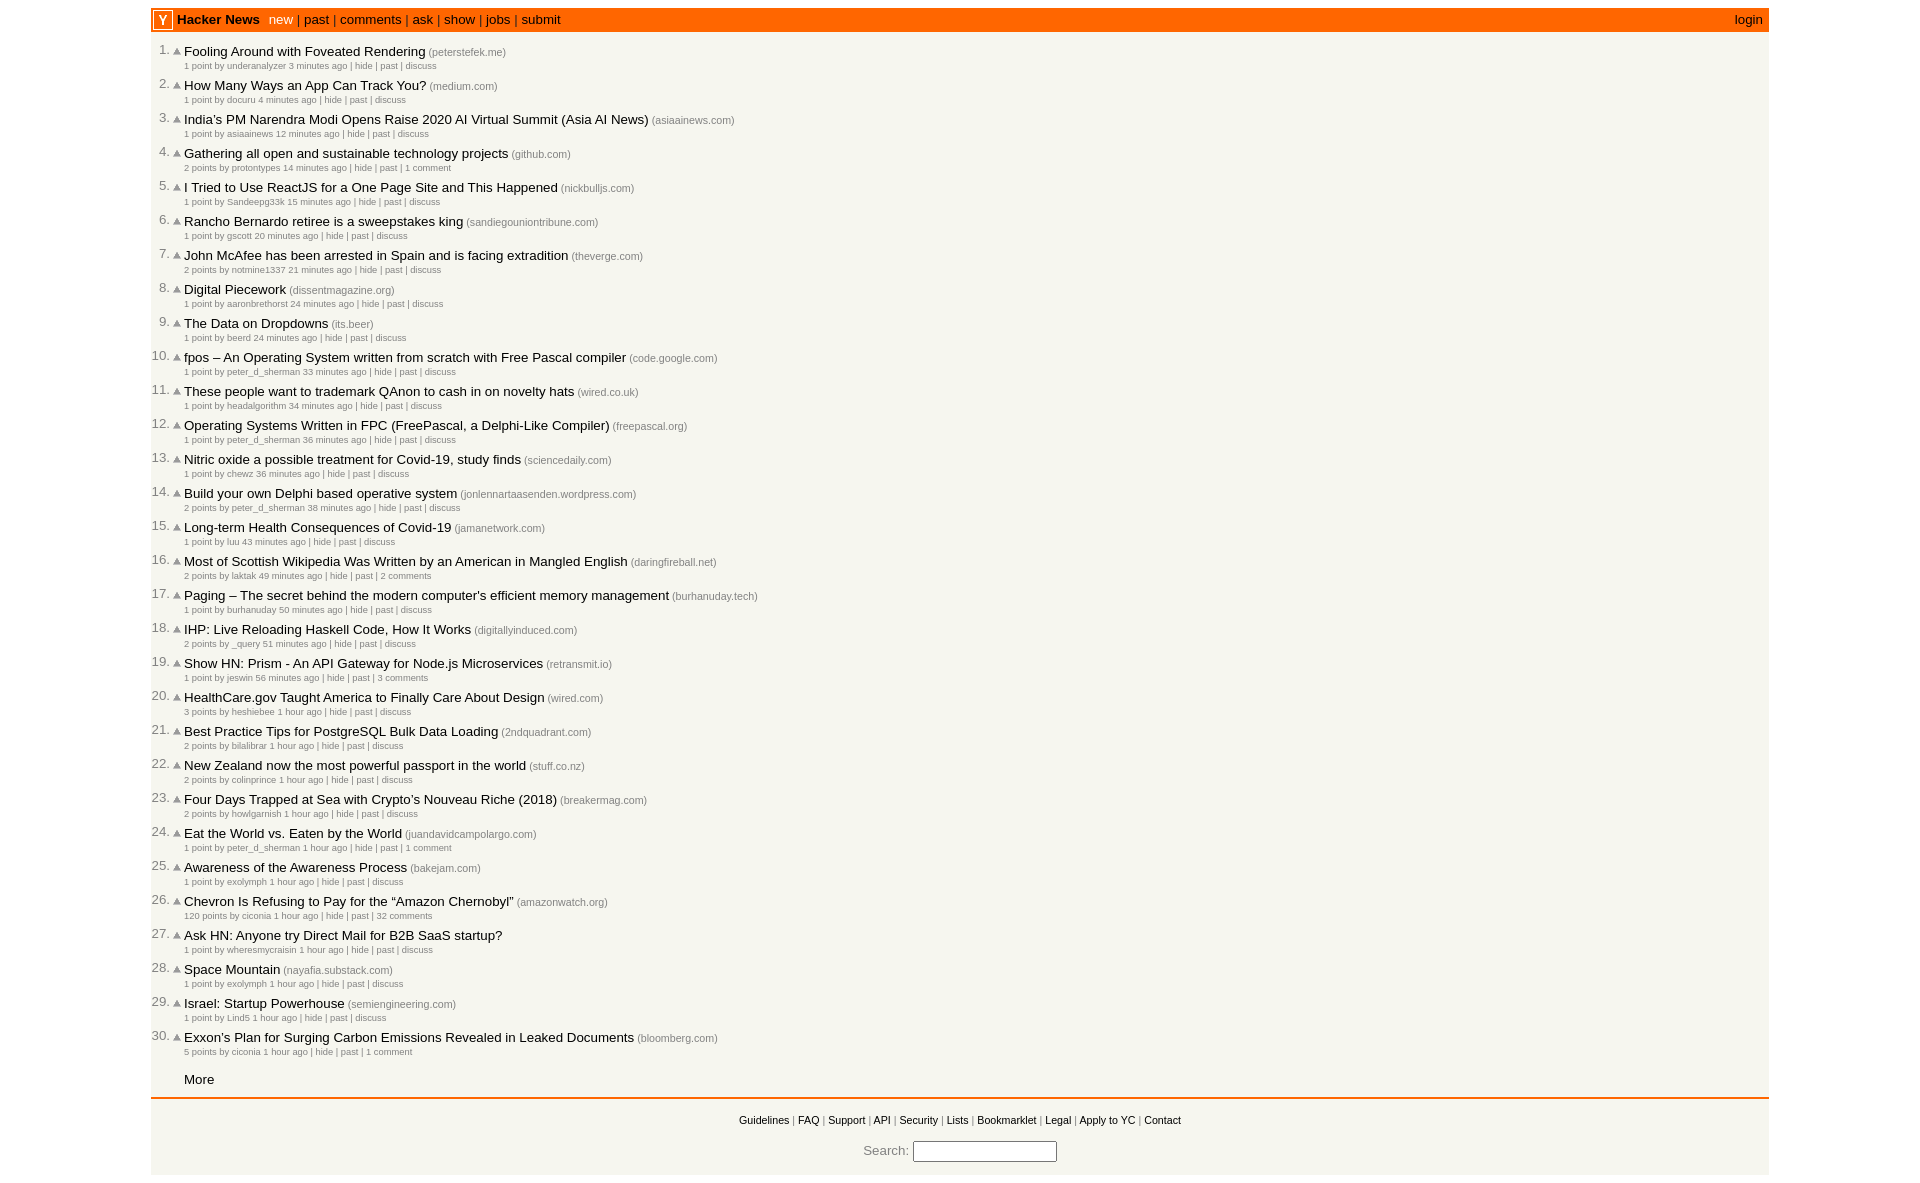 Y Hacker News new | past | comments | ask | show | jobs | submit login
1. Fooling Around with Foveated Rendering (peterstefek.me)
1 point by underanalyzer 3 minutes ago | hide | past | discuss
2. How Many Ways an App Can Track You? (medium.com)
1 point by docuru 4 minutes ago | hide | past | discuss
3. India’s PM Narendra Modi Opens Raise 2020 AI Virtual Summit (Asia AI News) (asiaainews.com)
1 point by asiaainews 12 minutes ago | hide | past | discuss
4. Gathering all open and sustainable technology projects (github.com)
2 points by protontypes 14 minutes ago | hide | past | 1 comment
5. I Tried to Use ReactJS for a One Page Site and This Happened (nickbulljs.com)
1 point by Sandeepg33k 15 minutes ago | hide | past | discuss
6. Rancho Bernardo retiree is a sweepstakes king (sandiegouniontribune.com)
1 point by gscott 20 minutes ago | hide | past | discuss
7. John McAfee has been arrested in Spain and is facing extradition (theverge.com)
2 points by notmine1337 21 minutes ago | hide | past | discuss
8. Digital Piecework (dissentmagazine.org)
1 point by aaronbrethorst 24 minutes ago | hide | past | discuss
9. The Data on Dropdowns (its.beer)
1 point by beerd 24 minutes ago | hide | past | discuss
10. fpos – An Operating System written from scratch with Free Pascal compiler (code.google.com)
1 point by peter_d_sherman 33 minutes ago | hide | past | discuss
11. These people want to trademark QAnon to cash in on novelty hats (wired.co.uk)
1 point by headalgorithm 34 minutes ago | hide | past | discuss
12. Operating Systems Written in FPC (FreePascal, a Delphi-Like Compiler) (freepascal.org)
1 point by peter_d_sherman 36 minutes ago | hide | past | discuss
13. Nitric oxide a possible treatment for Covid-19, study finds (sciencedaily.com)
1 point by chewz 36 minutes ago | hide | past | discuss
14. Build your own Delphi based operative system (jonlennartaasenden.wordpress.com)
2 points by peter_d_sherman 38 minutes ago | hide | past | discuss
15. Long-term Health Consequences of Covid-19 (jamanetwork.com)
1 point by luu 43 minutes ago | hide | past | discuss
16. Most of Scottish Wikipedia Was Written by an American in Mangled English (daringfireball.net)
2 points by laktak 49 minutes ago | hide | past | 2 comments
17. Paging – The secret behind the modern computer's efficient memory management (burhanuday.tech)
1 point by burhanuday 50 minutes ago | hide | past | discuss
18. IHP: Live Reloading Haskell Code, How It Works (digitallyinduced.com)
2 points by _query 51 minutes ago | hide | past | discuss
19. Show HN: Prism - An API Gateway for Node.js Microservices (retransmit.io)
1 point by jeswin 56 minutes ago | hide | past | 3 comments
20. HealthCare.gov Taught America to Finally Care About Design (wired.com)
3 points by heshiebee 1 hour ago | hide | past | discuss
21. Best Practice Tips for PostgreSQL Bulk Data Loading (2ndquadrant.com)
2 points by bilalibrar 1 hour ago | hide | past | discuss
22. New Zealand now the most powerful passport in the world (stuff.co.nz)
2 points by colinprince 1 hour ago | hide | past | discuss
23. Four Days Trapped at Sea with Crypto’s Nouveau Riche (2018) (breakermag.com)
2 points by howlgarnish 1 hour ago | hide | past | discuss
24. Eat the World vs. Eaten by the World (juandavidcampolargo.com)
1 point by peter_d_sherman 1 hour ago | hide | past | 1 comment
25. Awareness of the Awareness Process (bakejam.com)
1 point by exolymph 1 hour ago | hide | past | discuss
26. Chevron Is Refusing to Pay for the “Amazon Chernobyl” (amazonwatch.org)
120 points by ciconia 1 hour ago | hide | past | 32 comments
27. Ask HN: Anyone try Direct Mail for B2B SaaS startup?
1 point by wheresmycraisin 1 hour ago | hide | past | discuss
28. Space Mountain (nayafia.substack.com)
1 point by exolymph 1 hour ago | hide | past | discuss
29. Israel: Startup Powerhouse (semiengineering.com)
1 point by Lind5 1 hour ago | hide | past | discuss
30. Exxon’s Plan for Surging Carbon Emissions Revealed in Leaked Documents (bloomberg.com)
5 points by ciconia 1 hour ago | hide | past | 1 comment
More
Guidelines | FAQ | Support | API | Security | Lists | Bookmarklet | Legal | Apply to YC | Contact
Search: